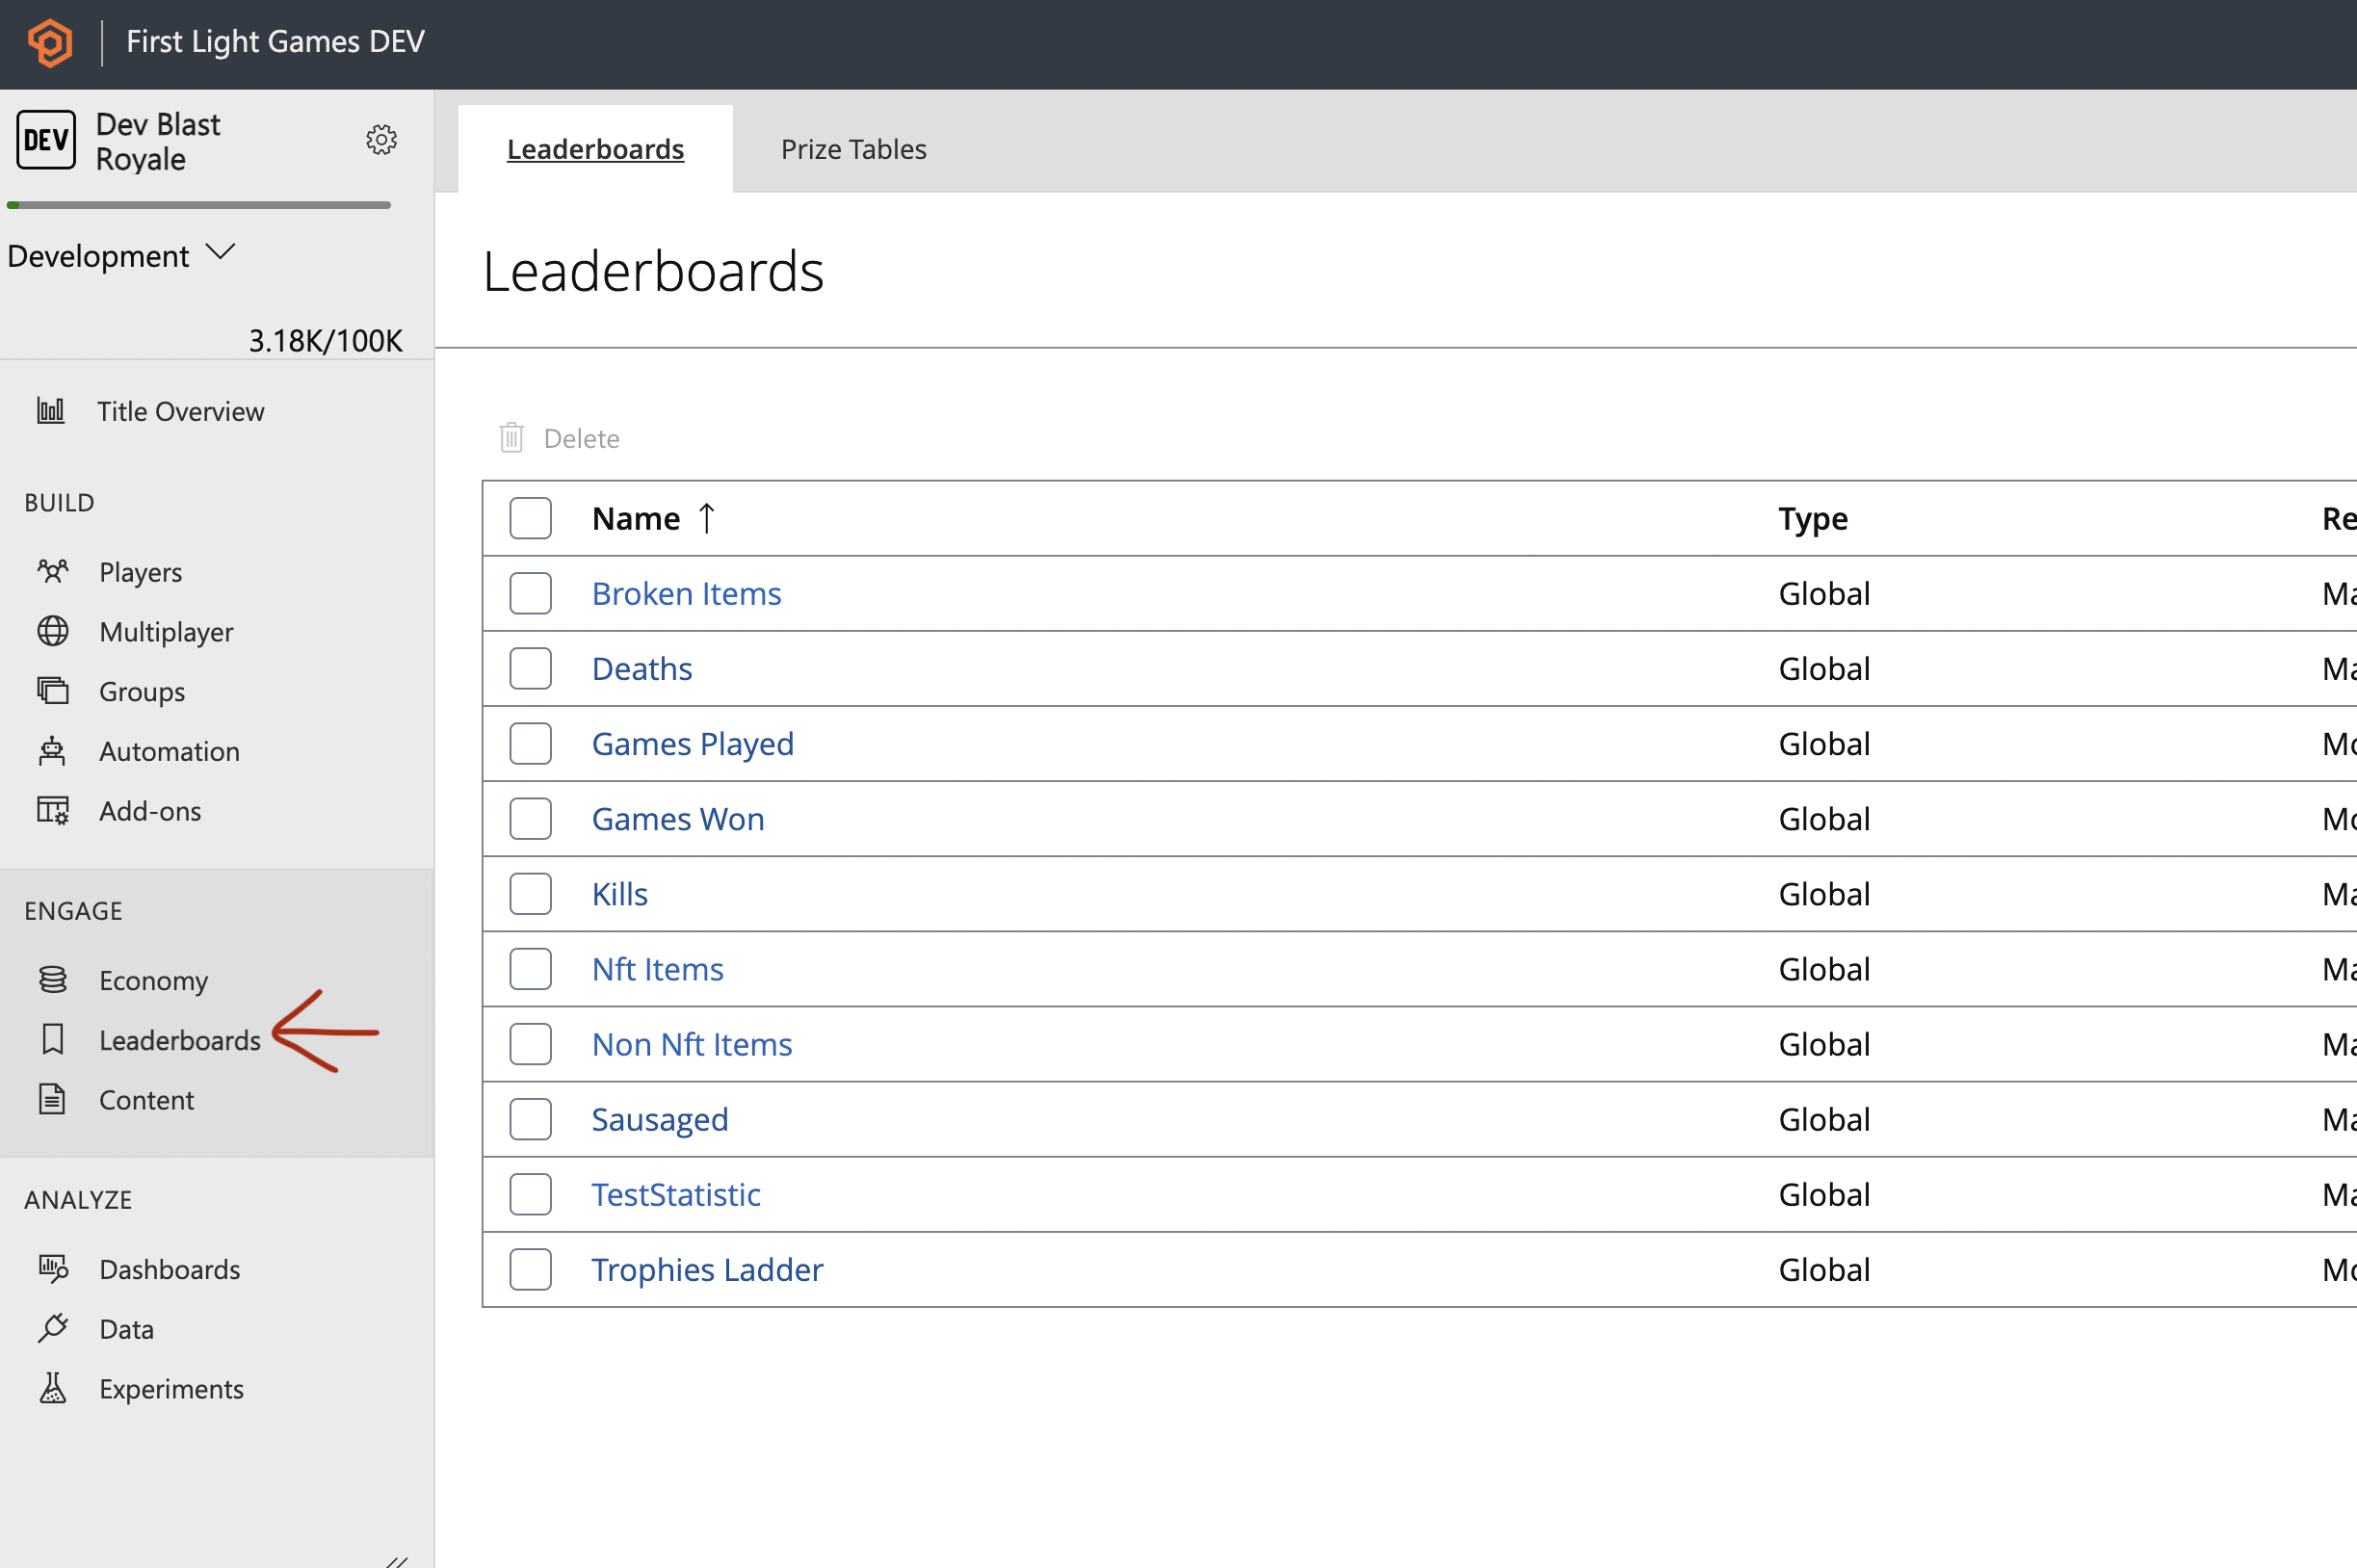 First Light Games DEV
DEV
Dev Blast
Royale
Development
3.18K/100K
Title Overview
BUILD
Players
Multiplayer
Groups
Automation
Add-ons
ENGAGE
Economy
Leaderboards
Content
ANALYZE
Dashboards
Data
Experiments
Leaderboards Prize Tables
Leaderboards
Delete
Name ↑ Type Re
Broken Items Global Ma
Deaths Global Ma
Games Played Global Mo
Games Won Global Mo
Kills Global Ma
Nft Items Global Ma
Non Nft Items Global Ma
Sausaged Global Ma
TestStatistic Global Ma
Trophies Ladder Global Mo